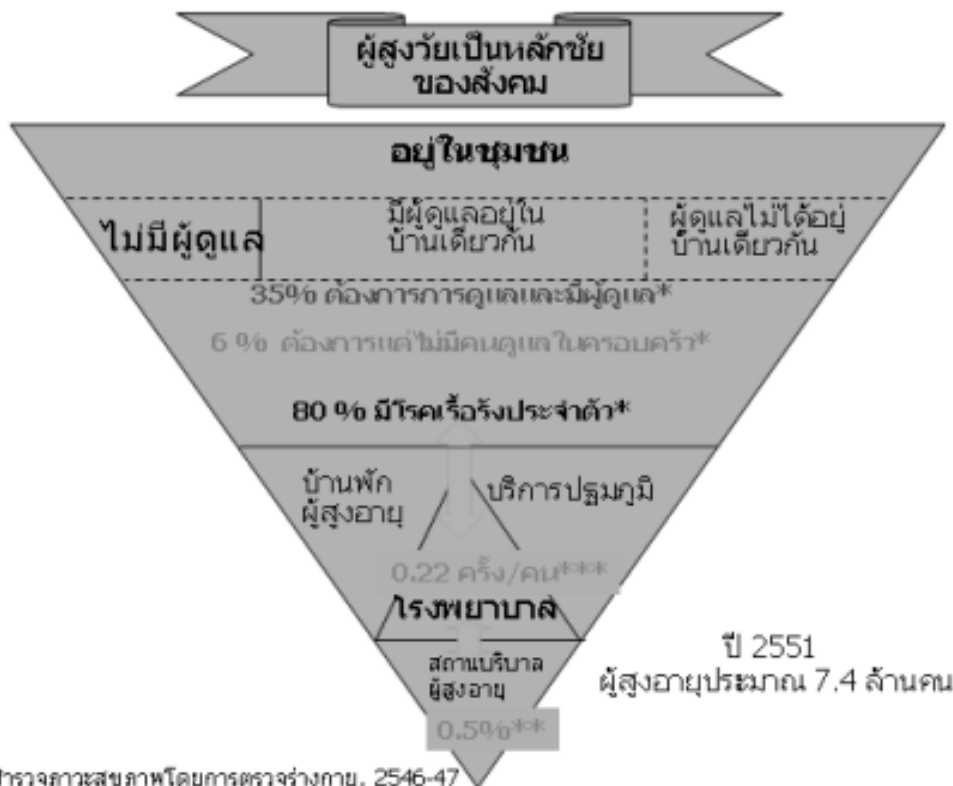 ผู้สูงวัยเป็นหลักชัย
ของสังคม
อยู่ในชุมชน
ไม่มีผู้ดูแล
มีผู้ดูแลอยู่ใน
บ้านเดียวกัน
ผู้ดูแลไม่ได้อยู่
บ้านเดียวกัน
35% ต้องการการดูแลและมีผู้ดูแล*
6 % ต้องการแต่ไม่มีคนดูแลในครอบครัว*
80 % มีโรคเรื้อรังประจำตัว*
บ้านพัก
ผู้สูงอายุ
บริการปฐมภูมิ
0.22 ครั้ง/คน***
โรงพยาบาล
สถานบริบาล
ผู้สูงอายุ
0.5%**
ปี 2551
ผู้สูงอายุประมาณ 7.4 ล้านคน
สำรวจภาวะสุขภาพโดยการตรวจร่างกาย, 2546-47